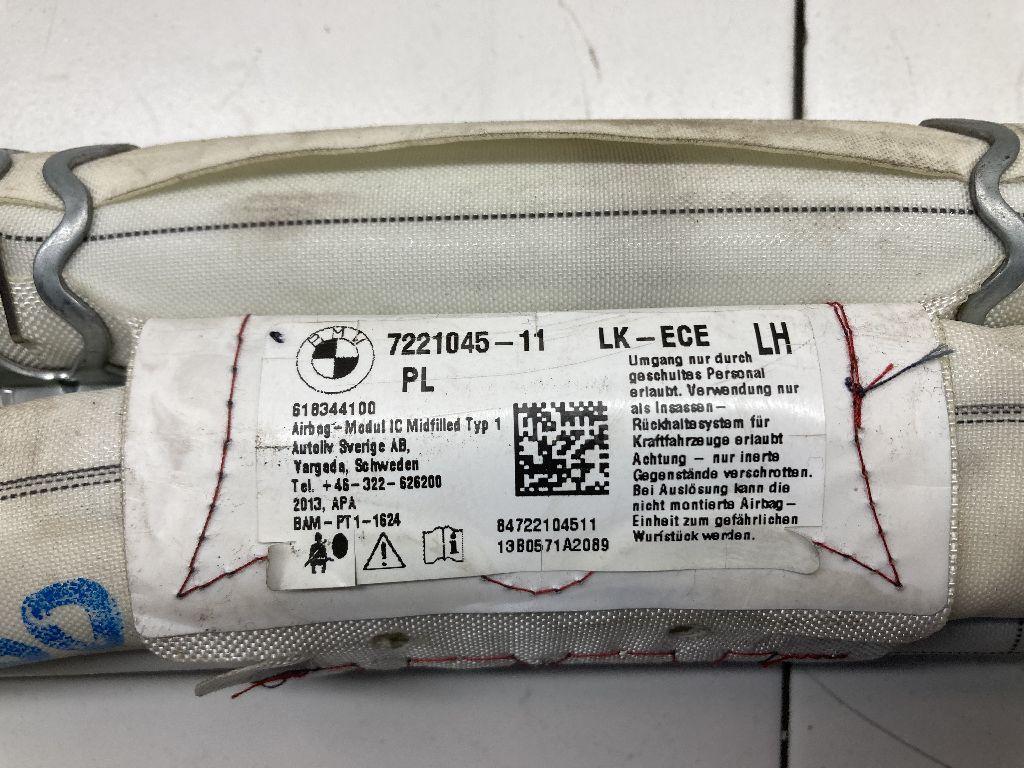 BMW
7221045-11 LK-ECE LH
PL
618344100
Airbag-Modul IC Midfilled Typ 1
Autoliv Sverige AB,
Vargada, Schweden
Tel. +46-322-626200
2013, APA
BAM-PT1-1624
84722104511
13B0571A2089
Umgang nur durch
geschultes Personal
erlaubt. Verwendung nur
als Insassen-
Rückhaltesystem für
Kraftfahrzeuge erlaubt
Achtung - nur inerte
Gegenstände verschrotten.
Bei Auslösung kann die
nicht montierte Airbag-
Einheit zum gefährlichen
Wurfstück werden.